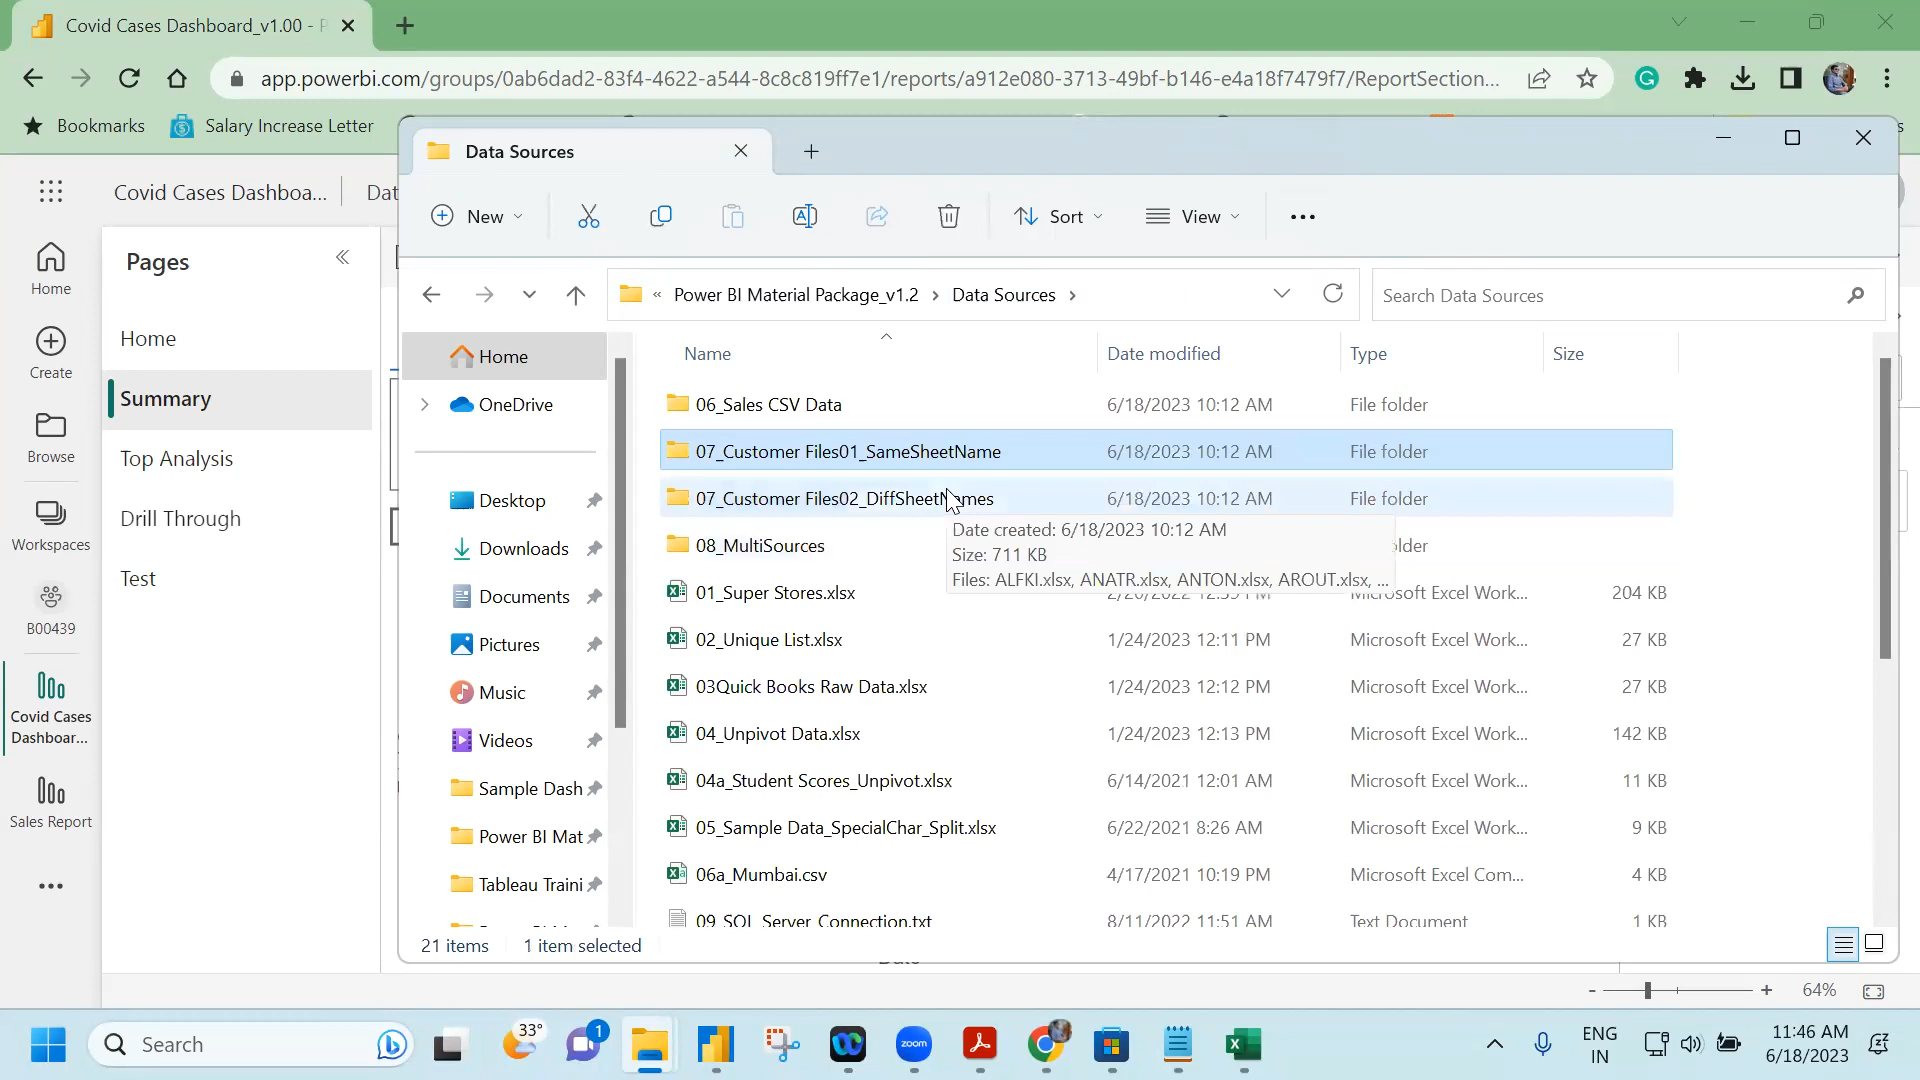 Covid Cases Dashboard_v1.00 - P
app.powerbi.com/groups/0ab6dad2-83f4-4622-a544-8c8c819ff7e1/reports/a912e080-3713-49bf-b146-e4a18f7479f7/ReportSection...
Bookmarks
Salary Increase Letter
Covid Cases Dashboa...
Dat
Home
Create
Browse
Workspaces
B00439
Covid Cases
Dashboar...
Sales Report
Pages
Home
Summary
Top Analysis
Drill Through
Test
Data Sources
New
Sort
View
Power BI Material Package_v1.2
Data Sources
Search Data Sources
Home
OneDrive
Desktop
Downloads
Documents
Pictures
Music
Videos
Sample Dash
Power BI Mat
Tableau Traini
Name Date modified Type Size
06_Sales CSV Data 6/18/2023 10:12 AM File folder
07_Customer Files01_SameSheetName 6/18/2023 10:12 AM File folder
07_Customer Files02_DiffSheetNames 6/18/2023 10:12 AM File folder
08_MultiSources lder
Date created: 6/18/2023 10:12 AM
Size: 711 KB
Files: ALFKI.xlsx, ANATR.xlsx, ANTON.xlsx, AROUT.xlsx, ...
01_Super Stores.xlsx Microsoft Excel Work... 204 KB
02_Unique List.xlsx 1/24/2023 12:11 PM Microsoft Excel Work... 27 KB
03Quick Books Raw Data.xlsx 1/24/2023 12:12 PM Microsoft Excel Work... 27 KB
04_Unpivot Data.xlsx 1/24/2023 12:13 PM Microsoft Excel Work... 142 KB
04a_Student Scores_Unpivot.xlsx 6/14/2021 12:01 AM Microsoft Excel Work... 11 KB
05_Sample Data_SpecialChar_Split.xlsx 6/22/2021 8:26 AM Microsoft Excel Work... 9 KB
06a_Mumbai.csv 4/17/2021 10:19 PM Microsoft Excel Com... 4 KB
09_SQL Server Connection.txt 8/11/2022 11:51 AM Text Document 1 KB
21 items
1 item selected
- + 64%
Search
33°
1
zoom
ENG
IN
11:46 AM
6/18/2023